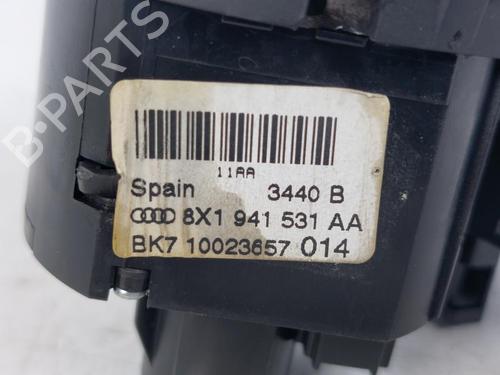 B-PARTS
11AA
Spain 3440 B
8X1 941 531 AA
BK7 10023657 014